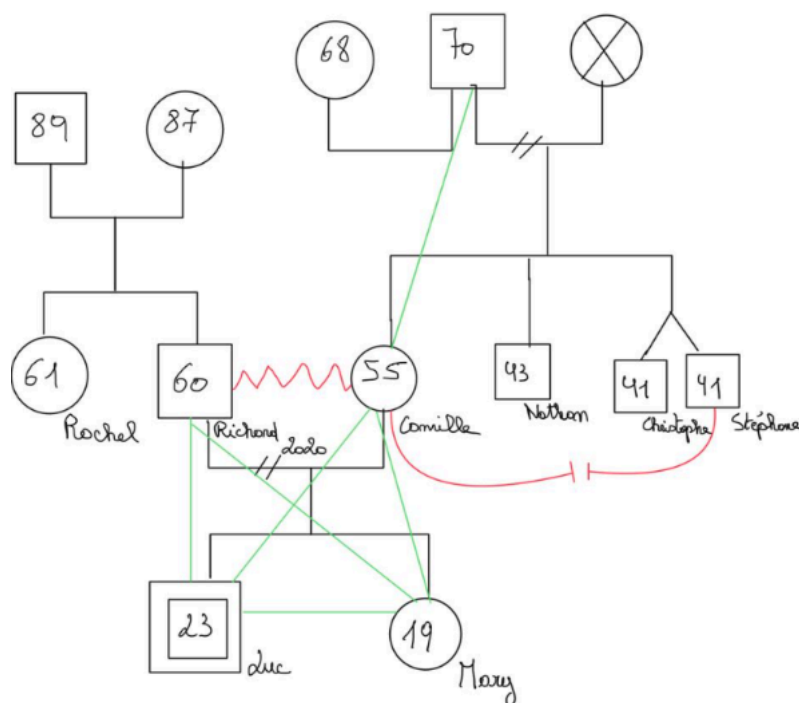 68
70
89
87
61
60
55
43
41
41
Rachel
Richard
Camille
Nathan
Christophe
Stéphane
2020
23
19
Luc
Mary